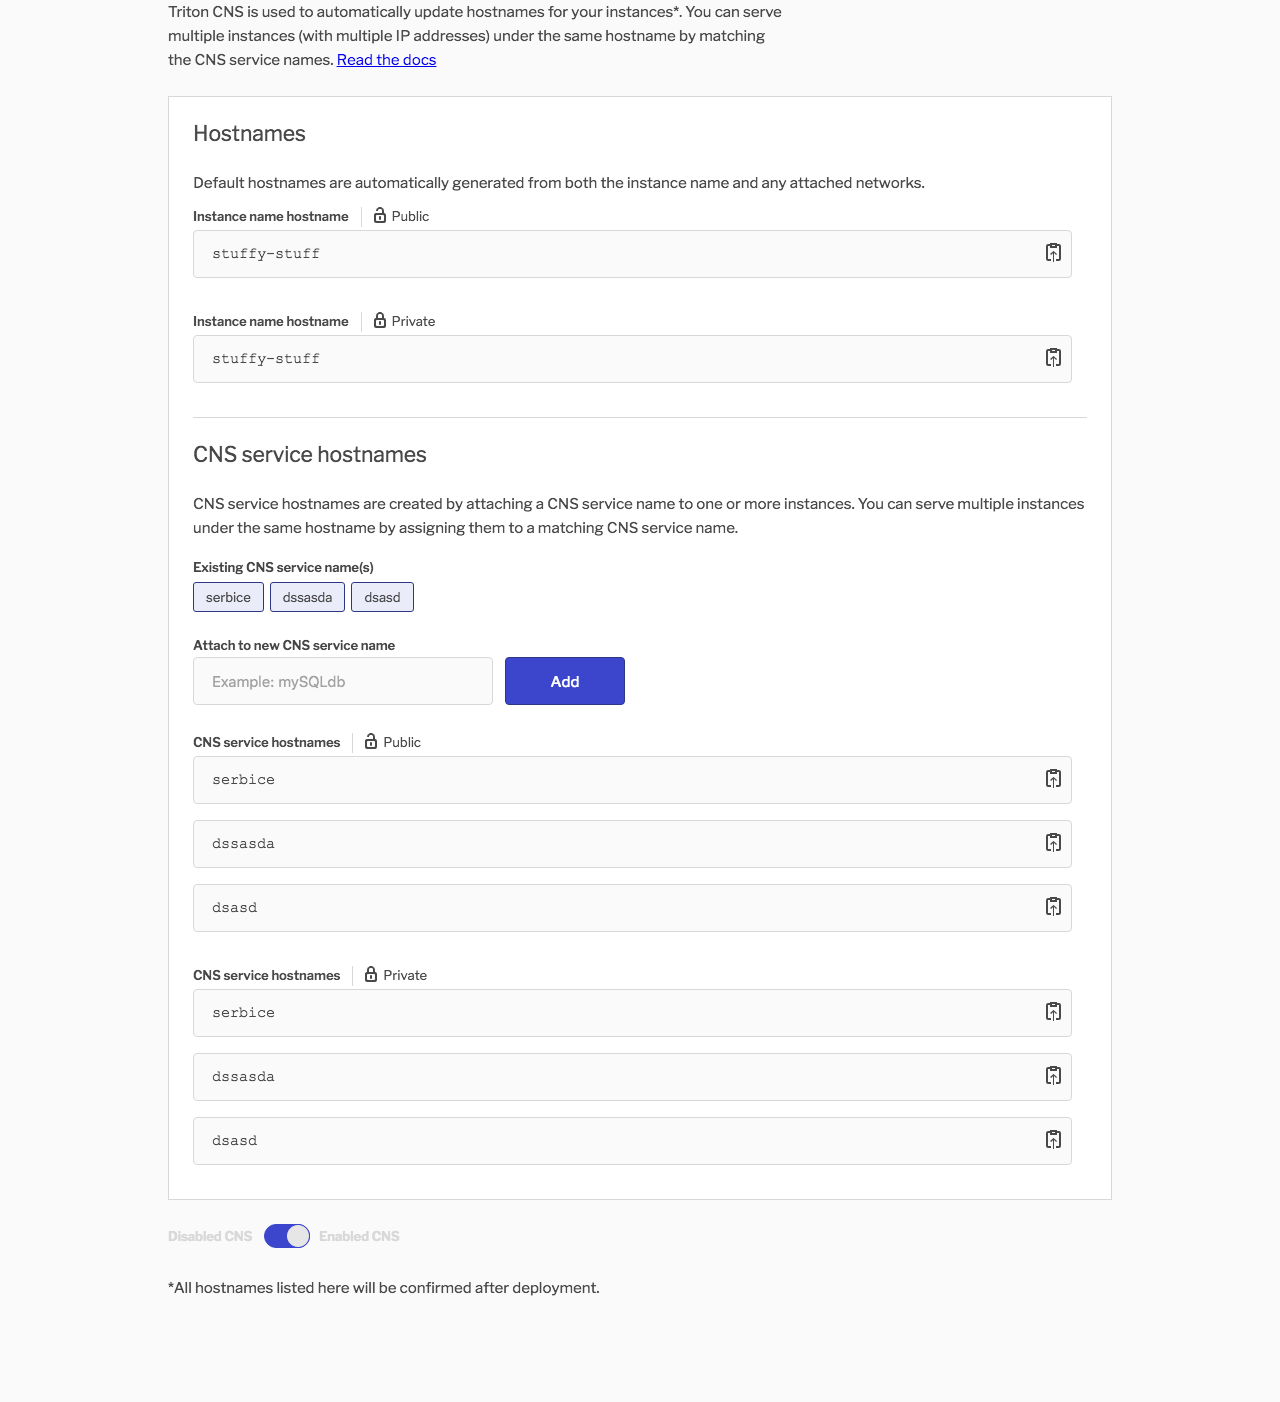 Triton CNS is used to automatically update hostnames for your instances*. You can serve
multiple instances (with multiple IP addresses) under the same hostname by matching
the CNS service names. Read the docs
Hostnames
Default hostnames are automatically generated from both the instance name and any attached networks.
Instance name hostname Public
stuffy-stuff
Instance name hostname Private
stuffy-stuff
CNS service hostnames
CNS service hostnames are created by attaching a CNS service name to one or more instances. You can serve multiple instances
under the same hostname by assigning them to a matching CNS service name.
Existing CNS service name(s)
serbice dssasda dsasd
Attach to new CNS service name
Example: mySQLdb Add
CNS service hostnames Public
serbice
dssasda
dsasd
CNS service hostnames Private
serbice
dssasda
dsasd
Disabled CNS Enabled CNS
*All hostnames listed here will be confirmed after deployment.